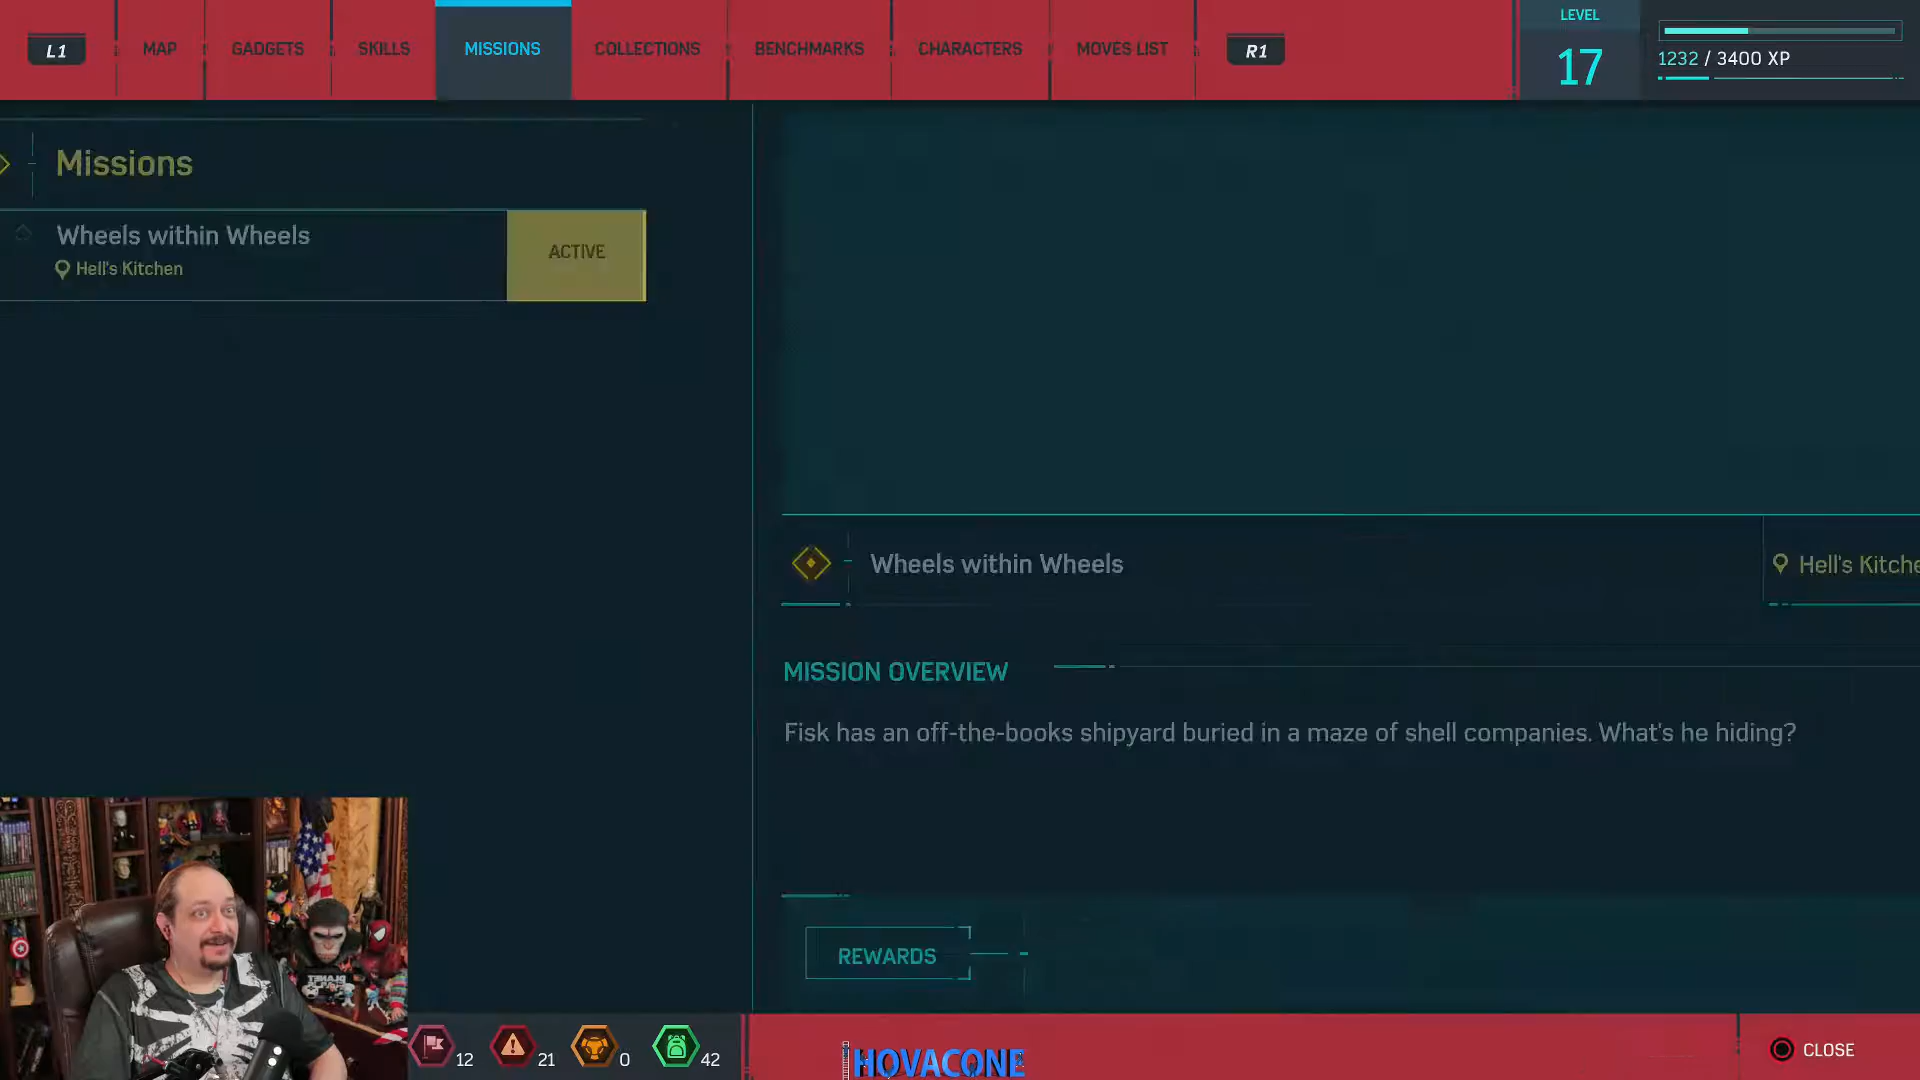 L1
MAP
GADGETS
SKILLS
MISSIONS
COLLECTIONS
BENCHMARKS
CHARACTERS
MOVES LIST
R1
LEVEL
17
1232 / 3400 XP
Missions
Wheels within Wheels
Hell's Kitchen
ACTIVE
Wheels within Wheels
Hell's Kitche
MISSION OVERVIEW
Fisk has an off-the-books shipyard buried in a maze of shell companies. What's he hiding?
REWARDS
12
21
0
42
HOVACONE
CLOSE